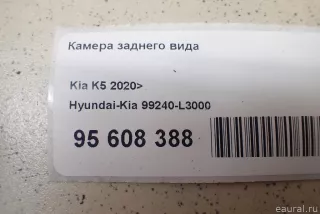 Камера заднего вида
Kia K5 2020>
Hyundai-Kia 99240-L3000
95 608 388
eaural.ru